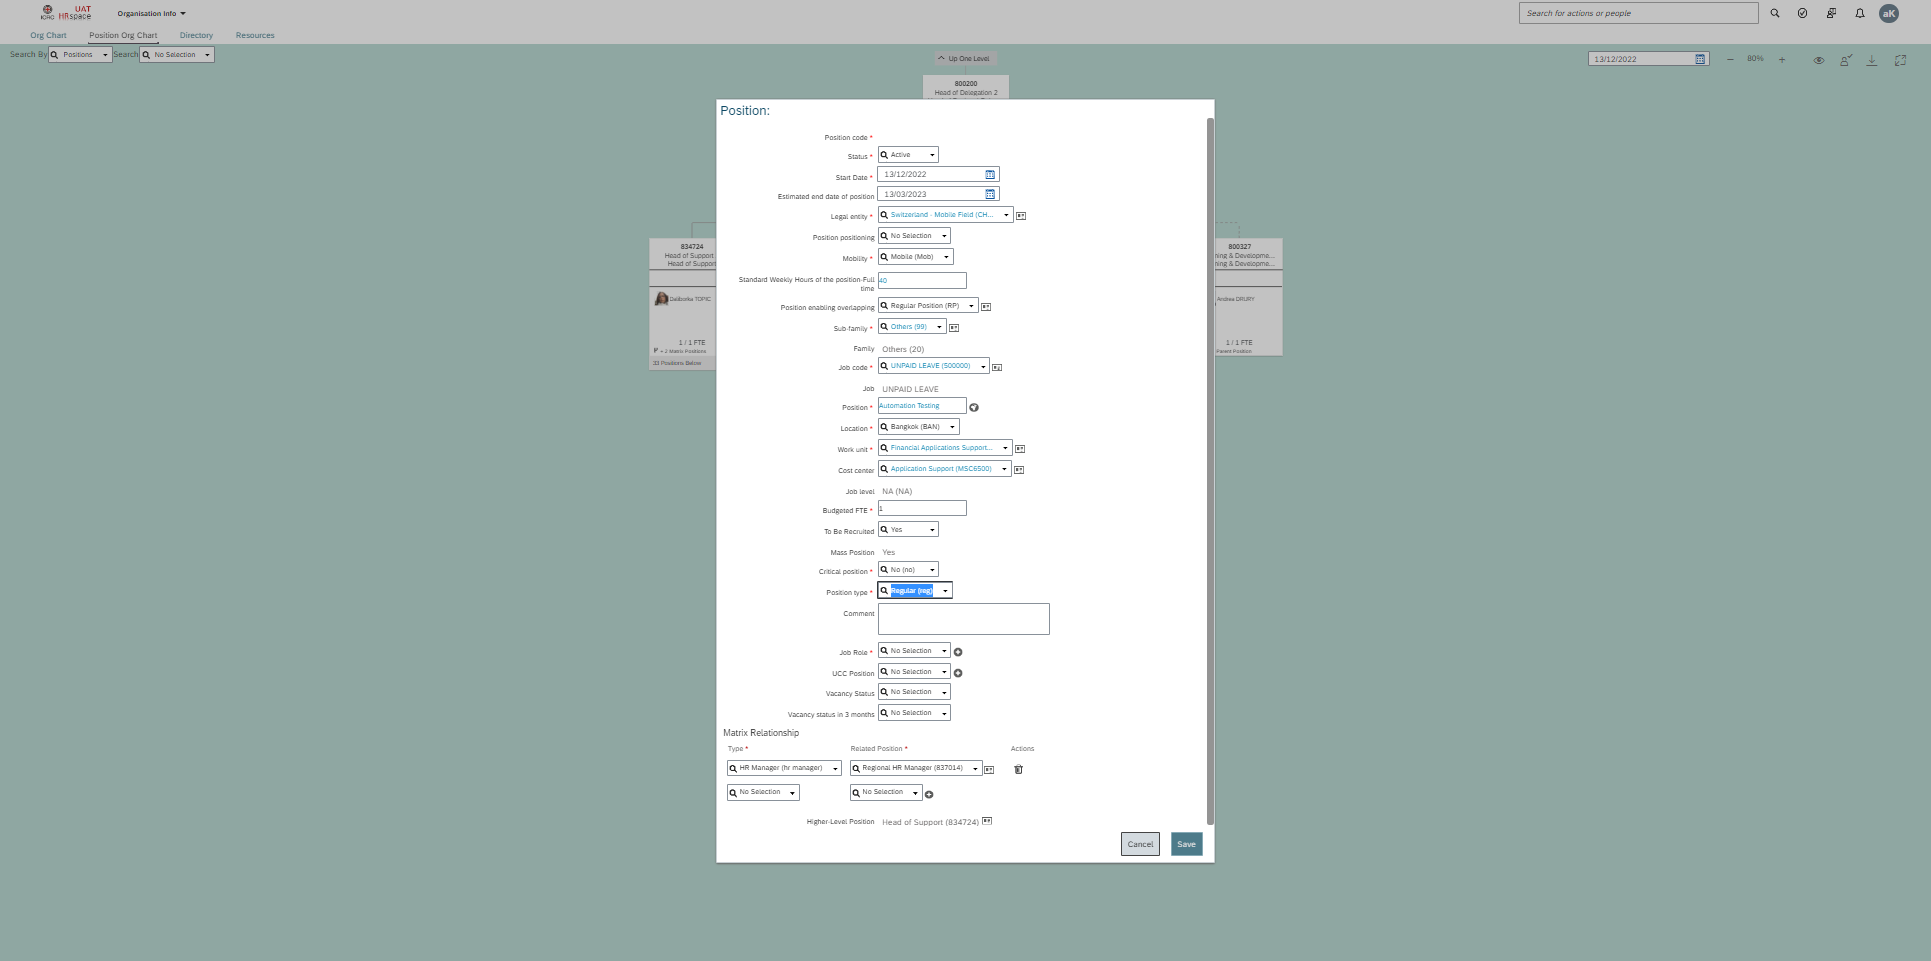 ICRC
UAT
HRspace
Organisation Info
Search for actions or people
aK
Org Chart
Position Org Chart
Directory
Resources
Search By
Positions
Search
No Selection
Up One Level
13/12/2022
80%
800200
Head of Delegation 2
834724
Head of Support
Head of Support
Daliborka TOPIC
1 / 1 FTE
+ 2 Matrix Positions
33 Positions Below
800327
ning & Developme...
ning & Developme...
Andrea DRURY
1 / 1 FTE
Parent Position
Position:
Position code *
Status * Active
Start Date * 13/12/2022
Estimated end date of position 13/03/2023
Legal entity * Switzerland - Mobile Field (CH...
Position positioning No Selection
Mobility * Mobile (Mob)
Standard Weekly Hours of the position-Full
time
40
Position enabling overlapping Regular Position (RP)
Sub-family * Others (99)
Family Others (20)
Job code * UNPAID LEAVE (500000)
Job UNPAID LEAVE
Position * Automation Testing
Location * Bangkok (BAN)
Work unit * Financial Applications Support...
Cost center Application Support (MSC6500)
Job level NA (NA)
Budgeted FTE * 1
To Be Recruited Yes
Mass Position Yes
Critical position * No (no)
Position type * Regular (reg)
Comment
Job Role * No Selection
UCC Position No Selection
Vacancy Status No Selection
Vacancy status in 3 months No Selection
Matrix Relationship
Type * Related Position * Actions
HR Manager (hr manager) Regional HR Manager (837014)
No Selection No Selection
Higher-Level Position Head of Support (834724)
Cancel Save